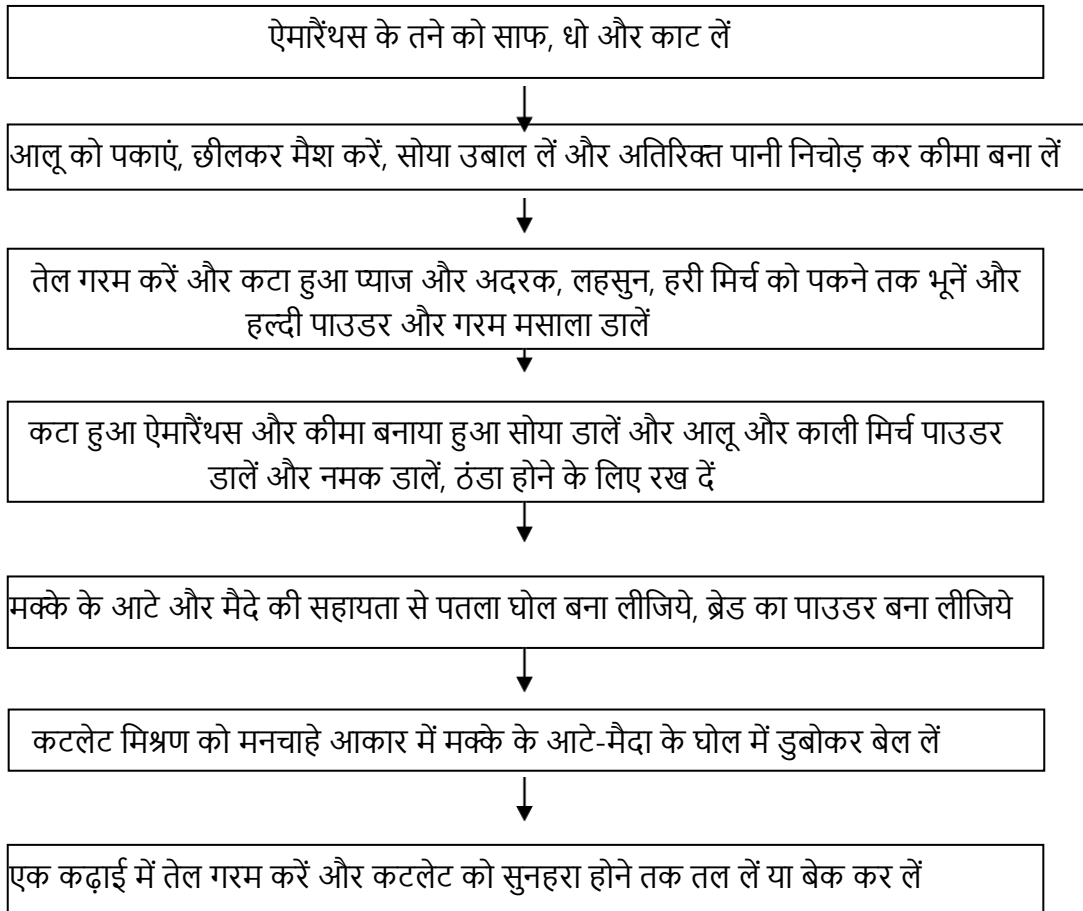 ऐमारैंथस के तने को साफ, धो और काट लें
आलू को पकाएं, छीलकर मैश करें, सोया उबाल लें और अतिरिक्त पानी निचोड़ कर कीमा बना लें
तेल गरम करें और कटा हुआ प्याज और अदरक, लहसुन, हरी मिर्च को पकने तक भूनें और
हल्दी पाउडर और गरम मसाला डालें
कटा हुआ ऐमारैंथस और कीमा बनाया हुआ सोया डालें और आलू और काली मिर्च पाउडर
डालें और नमक डालें, ठंडा होने के लिए रख दें
मक्के के आटे और मैदे की सहायता से पतला घोल बना लीजिये, ब्रेड का पाउडर बना लीजिये
कटलेट मिश्रण को मनचाहे आकार में मक्के के आटे-मैदा के घोल में डुबोकर बेल लें
एक कढ़ाई में तेल गरम करें और कटलेट को सुनहरा होने तक तल लें या बेक कर लें